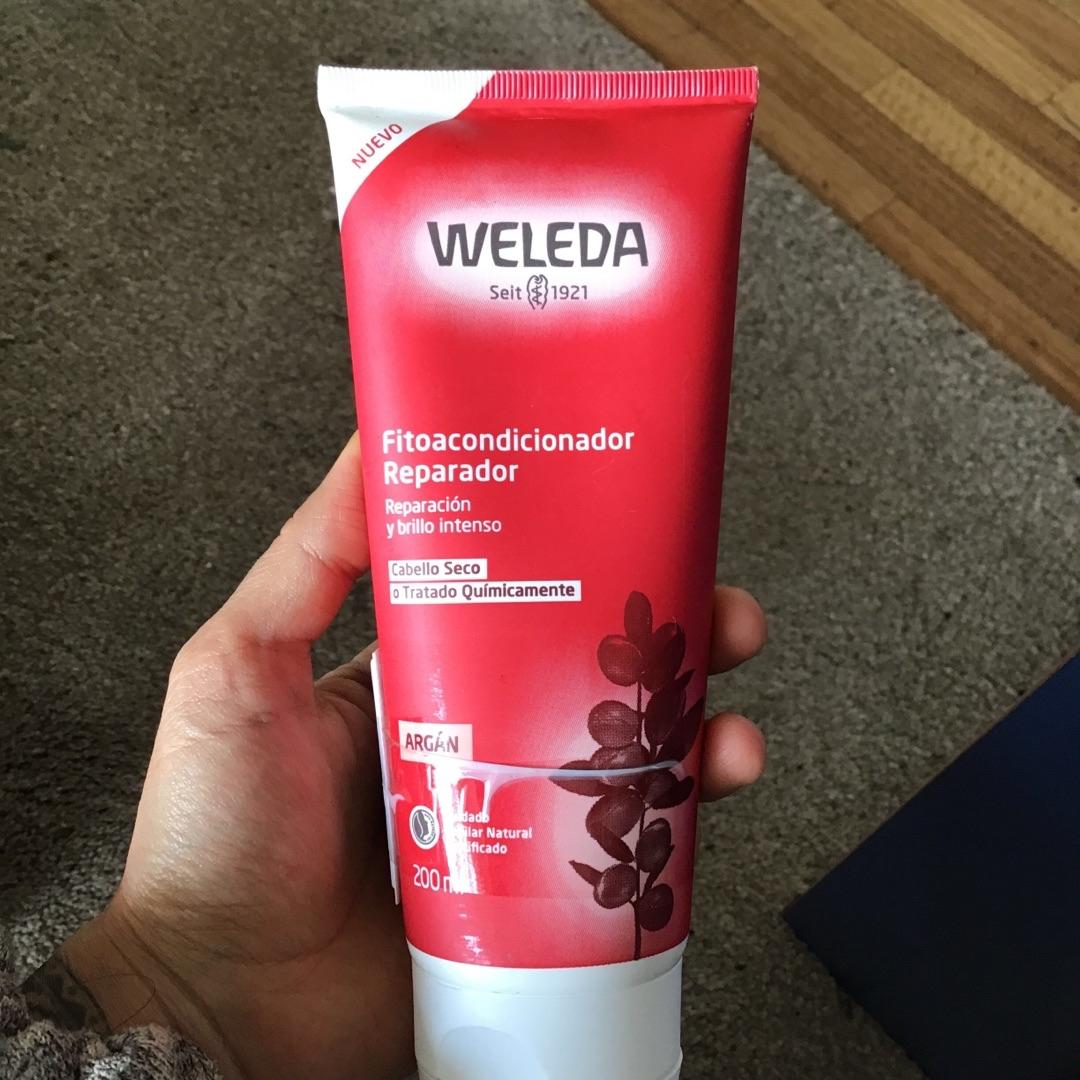 NUEVO
WELEDA
Seit 1921
Fitoacondicionador
Reparador
Reparación
y brillo intenso
Cabello Seco
o Tratado Químicamente
ARGÁN
Natural
200